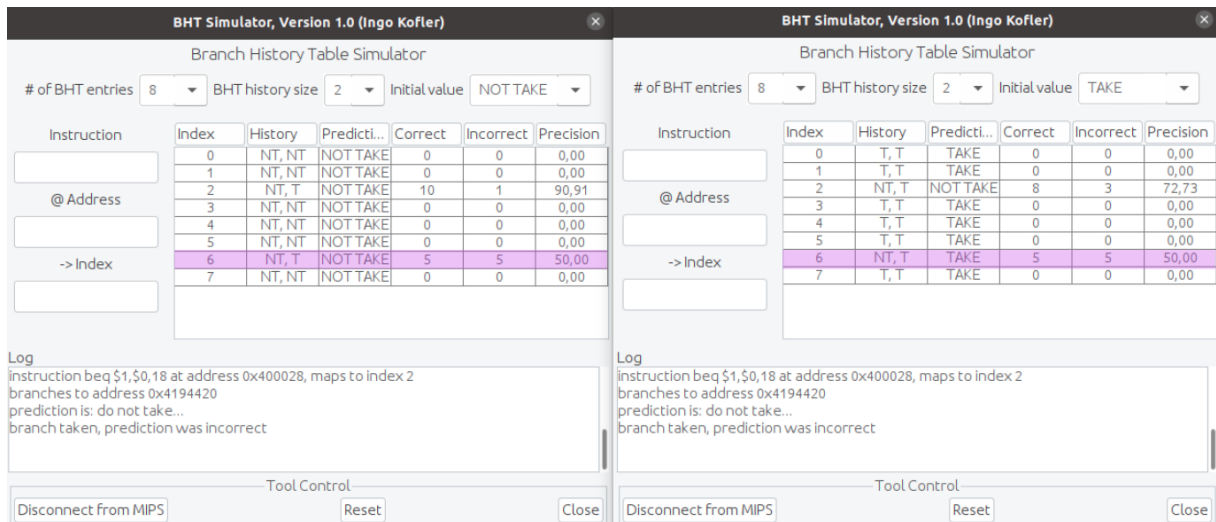 BHT Simulator, Version 1.0 (Ingo Kofler)
Branch History Table Simulator
# of BHT entries 8 BHT history size 2 Initial value NOT TAKE
Instruction
@ Address
-> Index
Index History Predicti... Correct Incorrect Precision
0 NT, NT NOT TAKE 0 0 0,00
1 NT, NT NOT TAKE 0 0 0,00
2 NT, T NOT TAKE 10 1 90,91
3 NT, NT NOT TAKE 0 0 0,00
4 NT, NT NOT TAKE 0 0 0,00
5 NT, NT NOT TAKE 0 0 0,00
6 NT, T NOT TAKE 5 5 50,00
7 NT, NT NOT TAKE 0 0 0,00
Log
instruction beq $1,$0,18 at address 0x400028, maps to index 2
branches to address 0x4194420
prediction is: do not take...
branch taken, prediction was incorrect
Tool Control
Disconnect from MIPS Reset Close
BHT Simulator, Version 1.0 (Ingo Kofler)
Branch History Table Simulator
# of BHT entries 8 BHT history size 2 Initial value TAKE
Instruction
@ Address
-> Index
Index History Predicti... Correct Incorrect Precision
0 T, T TAKE 0 0 0,00
1 T, T TAKE 0 0 0,00
2 NT, T NOT TAKE 8 3 72,73
3 T, T TAKE 0 0 0,00
4 T, T TAKE 0 0 0,00
5 T, T TAKE 0 0 0,00
6 NT, T TAKE 5 5 50,00
7 T, T TAKE 0 0 0,00
Log
instruction beq $1,$0,18 at address 0x400028, maps to index 2
branches to address 0x4194420
prediction is: do not take...
branch taken, prediction was incorrect
Tool Control
Disconnect from MIPS Reset Close